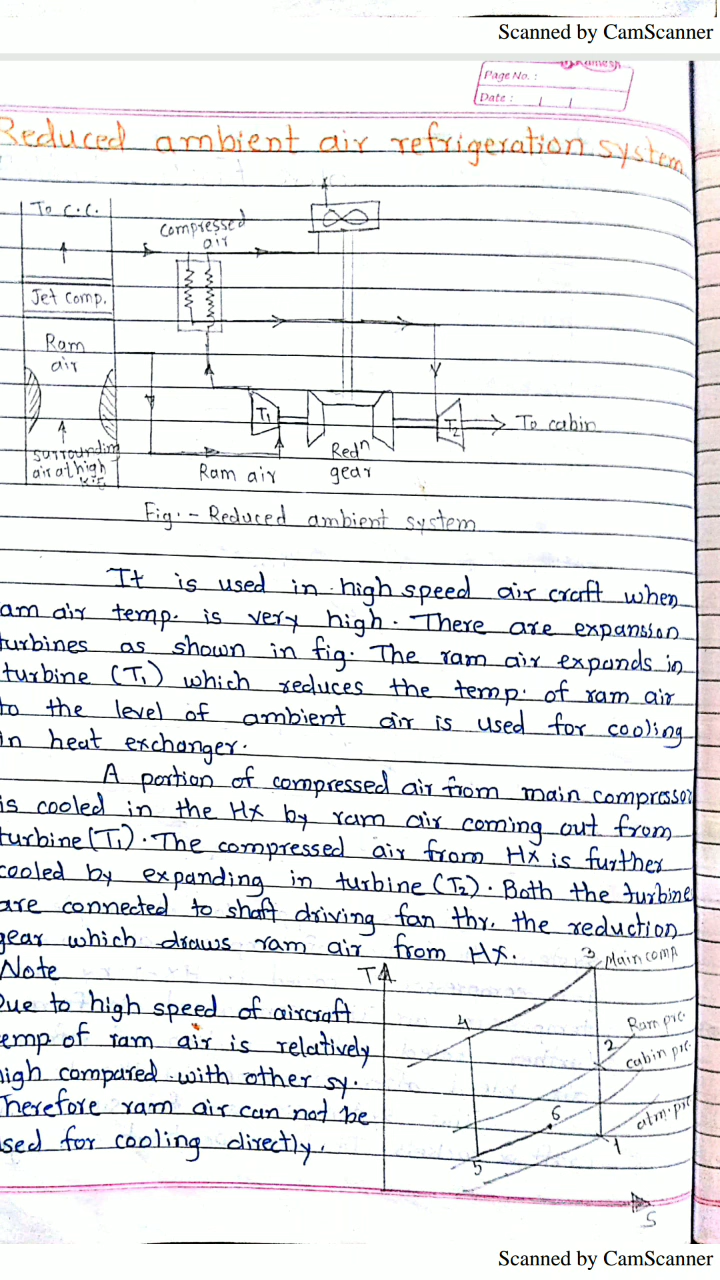 Scanned by CamScanner
Page No. :
Date :
Reduced ambient air refrigeration system
To C.C.
Compressed
air
Jet Comp.
Ram
air
T1
T2
To cabin
surrounding
air at high
Ram air
Redn
gear
Fig. - Reduced ambient system
It is used in high speed air craft when
am air temp. is very high. There are expansion
turbines as shown in fig. The ram air expands in
turbine (T1) which reduces the temp. of ram air
to the level of ambient air is used for cooling
in heat exchanger.
A portion of compressed air from main compressor
is cooled in the Hx by ram air coming out from
turbine (T1). The compressed air from Hx is further
cooled by expanding in turbine (T2). Both the turbine
are connected to shaft driving fan thr. the reduction
gear which draws ram air from Hx.
Note
Due to high speed of aircraft
emp of ram air is relatively
igh compared with other sy.
Therefore ram air can not be
sed for cooling directly.
T
3 Main comp
4
Ram pre.
2
cabin pre.
6
atm. pre
1
5
S
Scanned by CamScanner